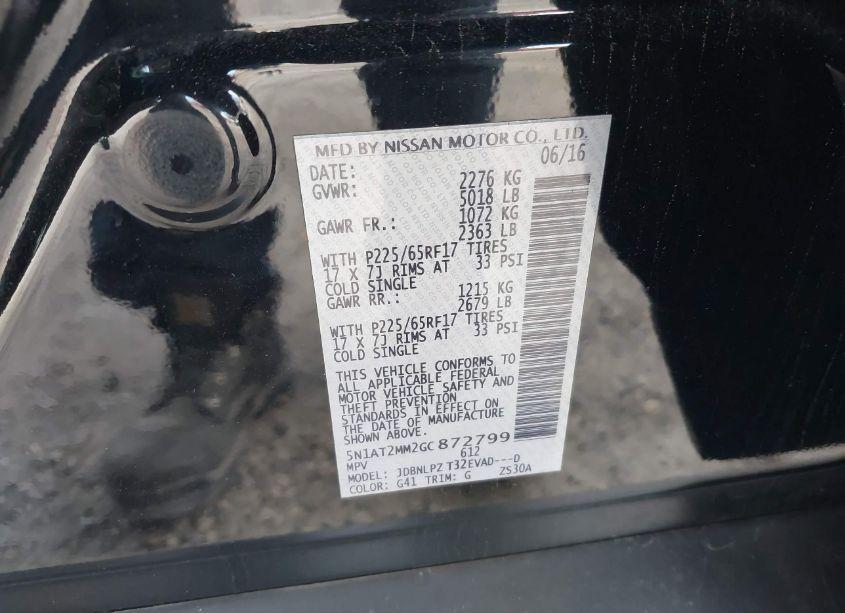 MFD BY NISSAN MOTOR CO., LTD.
DATE: 06/16
GVWR: 2276 KG
5018 LB
GAWR FR.: 1072 KG
2363 LB
WITH P225/65RF17 TIRES
17 X 7J RIMS AT 33 PSI
COLD SINGLE
GAWR RR.: 1215 KG
2679 LB
WITH P225/65RF17 TIRES
17 X 7J RIMS AT 33 PSI
COLD SINGLE
THIS VEHICLE CONFORMS TO
ALL APPLICABLE FEDERAL
MOTOR VEHICLE SAFETY AND
THEFT PREVENTION
STANDARDS IN EFFECT ON
THE DATE OF MANUFACTURE
SHOWN ABOVE.
5N1AT2MM2GC872799
MPV 612
MODEL: JDBNLPZ T32EVAD---D
COLOR: G41 TRIM: G ZS30A